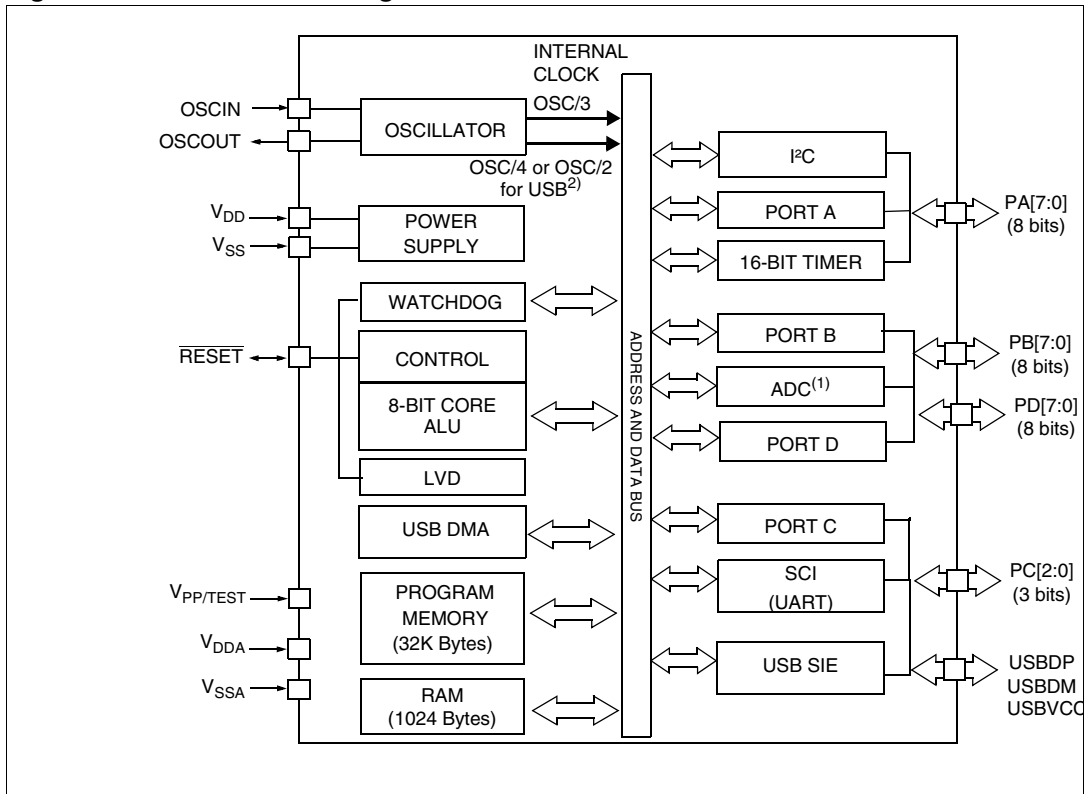 INTERNAL
CLOCK
OSC/3
OSCIN
OSCOUT
OSCILLATOR
OSC/4 or OSC/2
for USB2)
VDD
VSS
POWER
SUPPLY
WATCHDOG
RESET
CONTROL
8-BIT CORE
ALU
LVD
USB DMA
VPP/TEST
VDDA
VSSA
PROGRAM
MEMORY
(32K Bytes)
RAM
(1024 Bytes)
ADDRESS AND DATA BUS
I²C
PORT A
16-BIT TIMER
PA[7:0]
(8 bits)
PORT B
ADC(1)
PORT D
PB[7:0]
(8 bits)
PD[7:0]
(8 bits)
PORT C
SCI
(UART)
USB SIE
PC[2:0]
(3 bits)
USBDP
USBDM
USBVCC